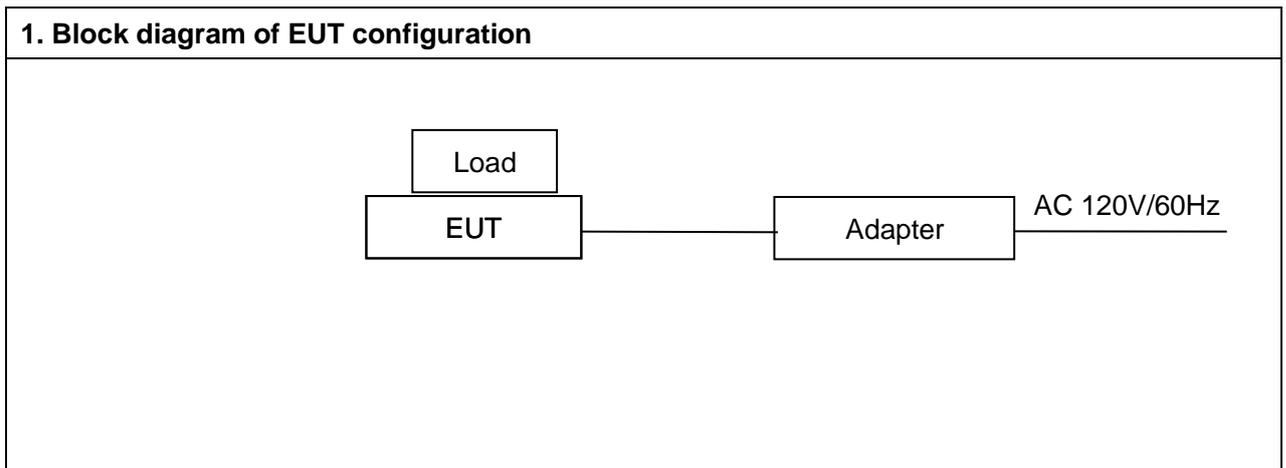 1. Block diagram of EUT configuration
Load
EUT
Adapter
AC 120V/60Hz